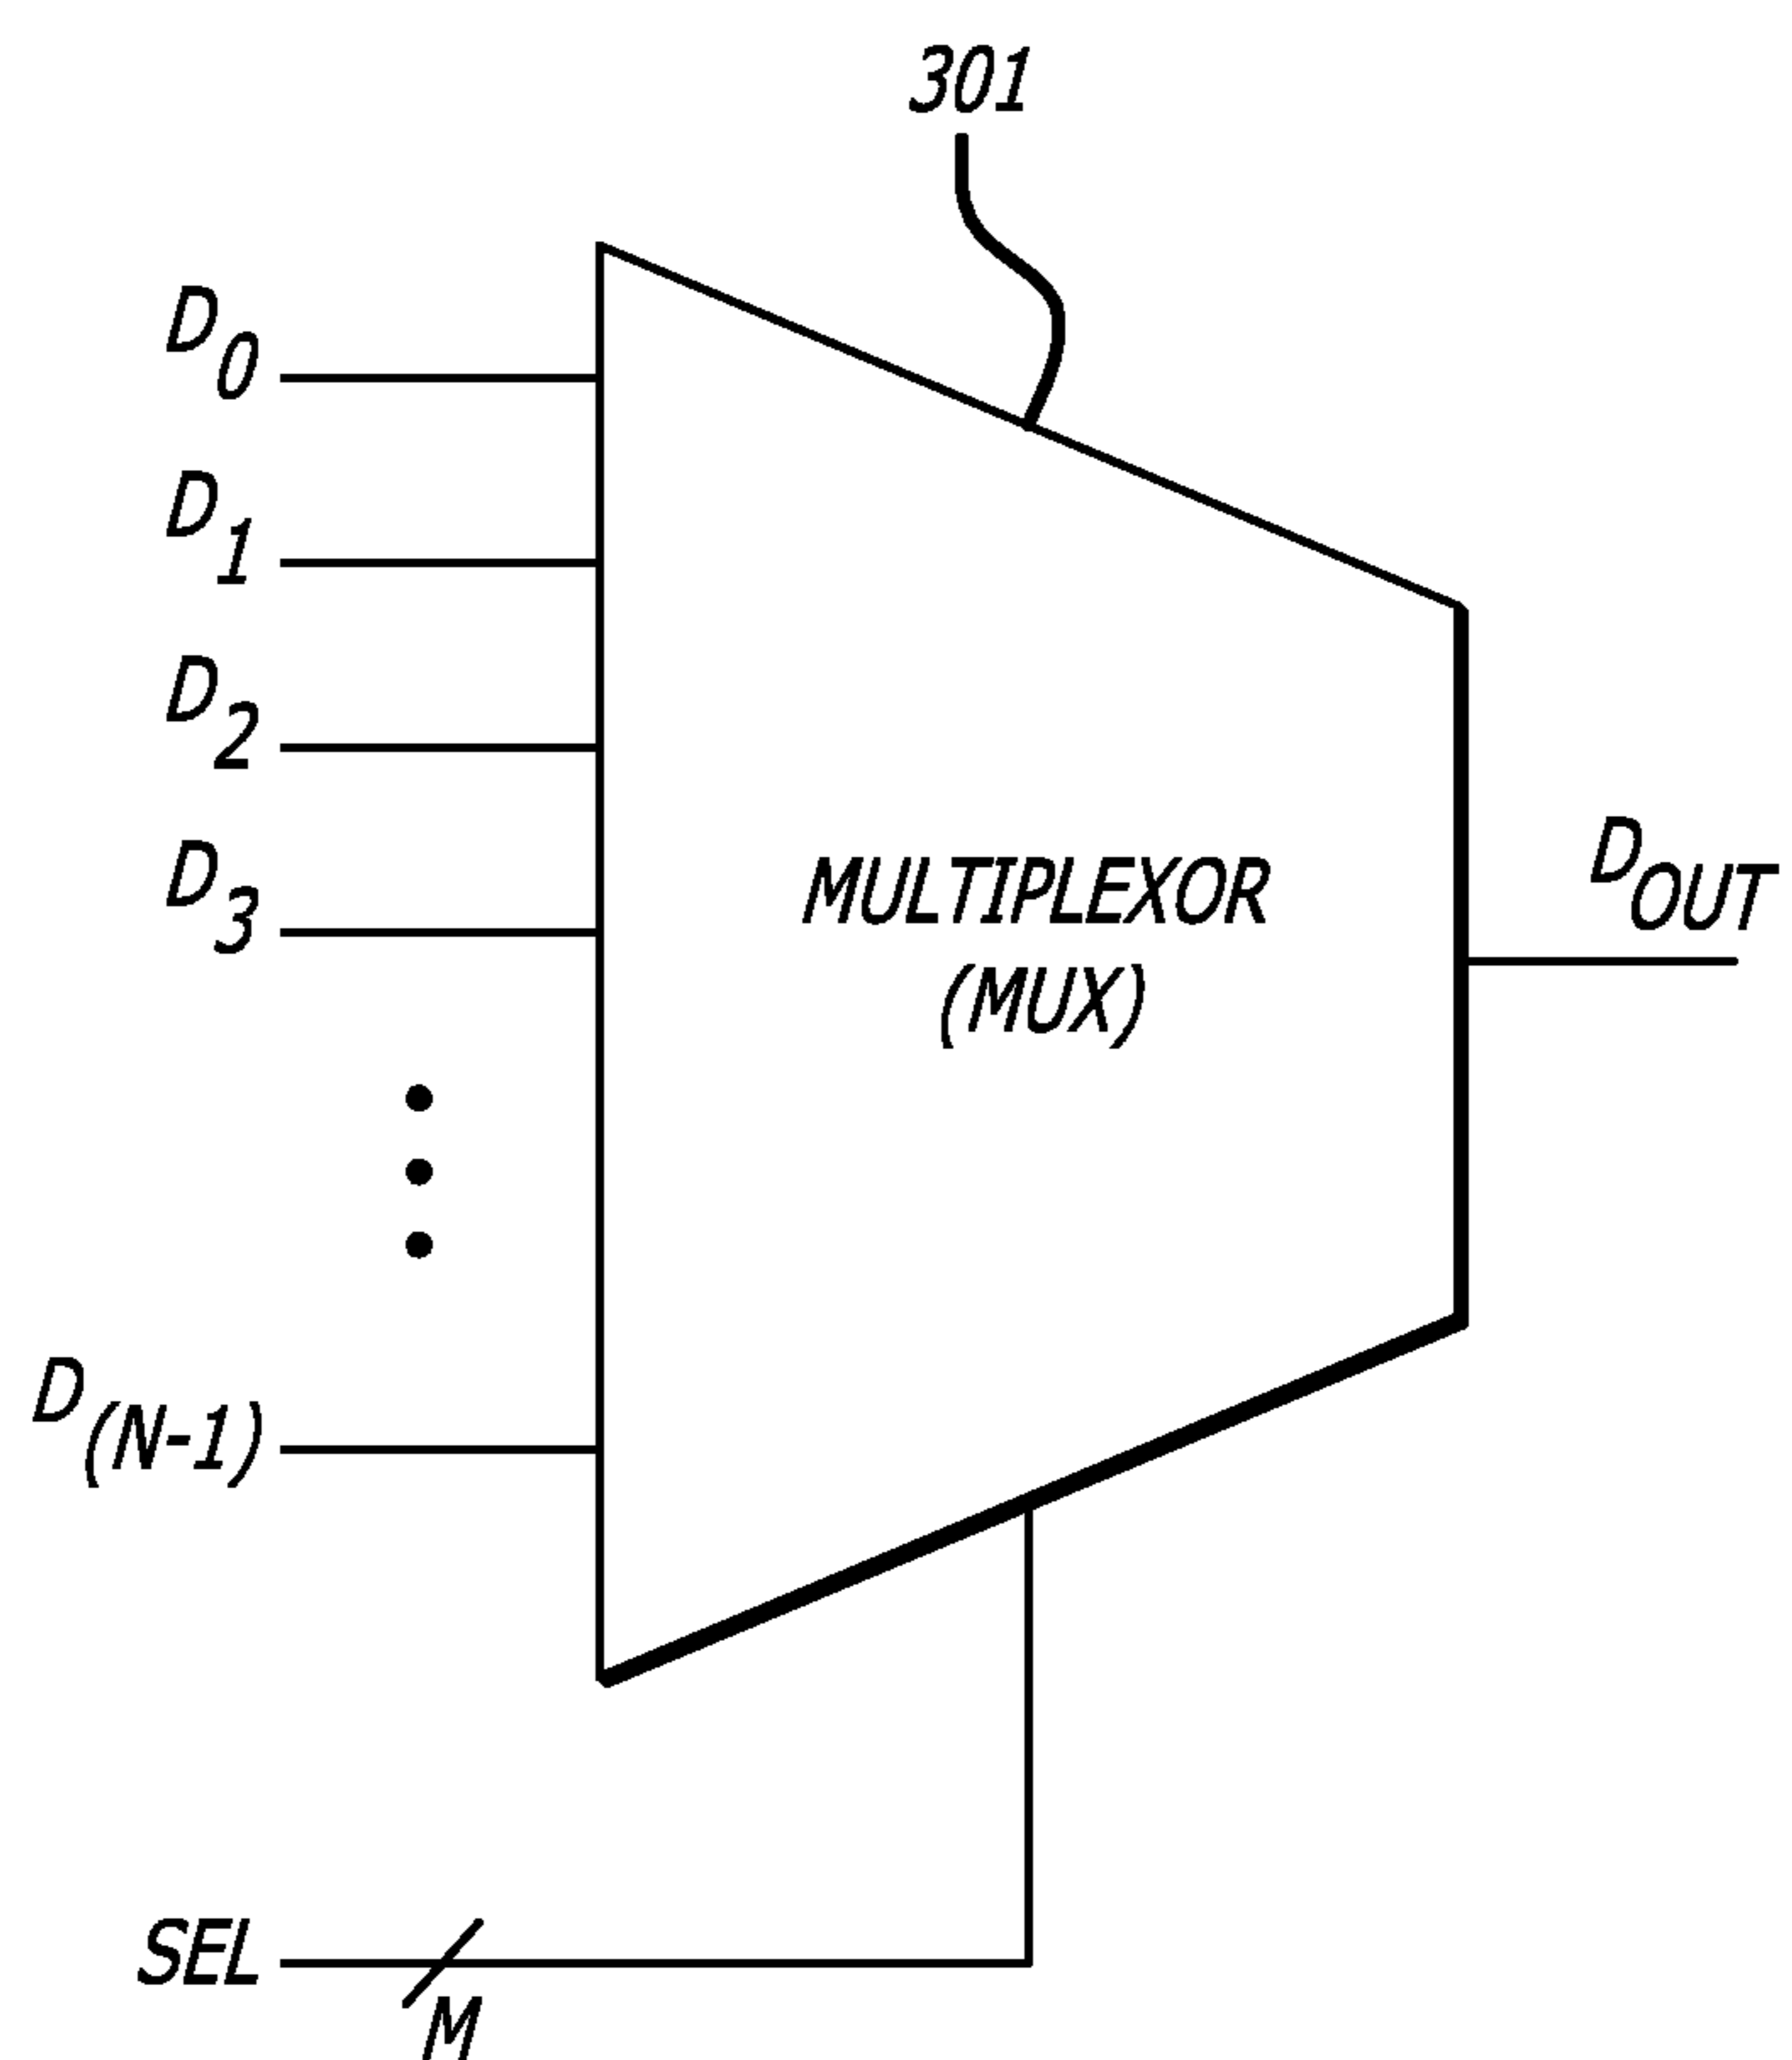 301
D0
D1
D2
D3
MULTIPLEXOR
(MUX)
DOUT
D(N-1)
SEL
M